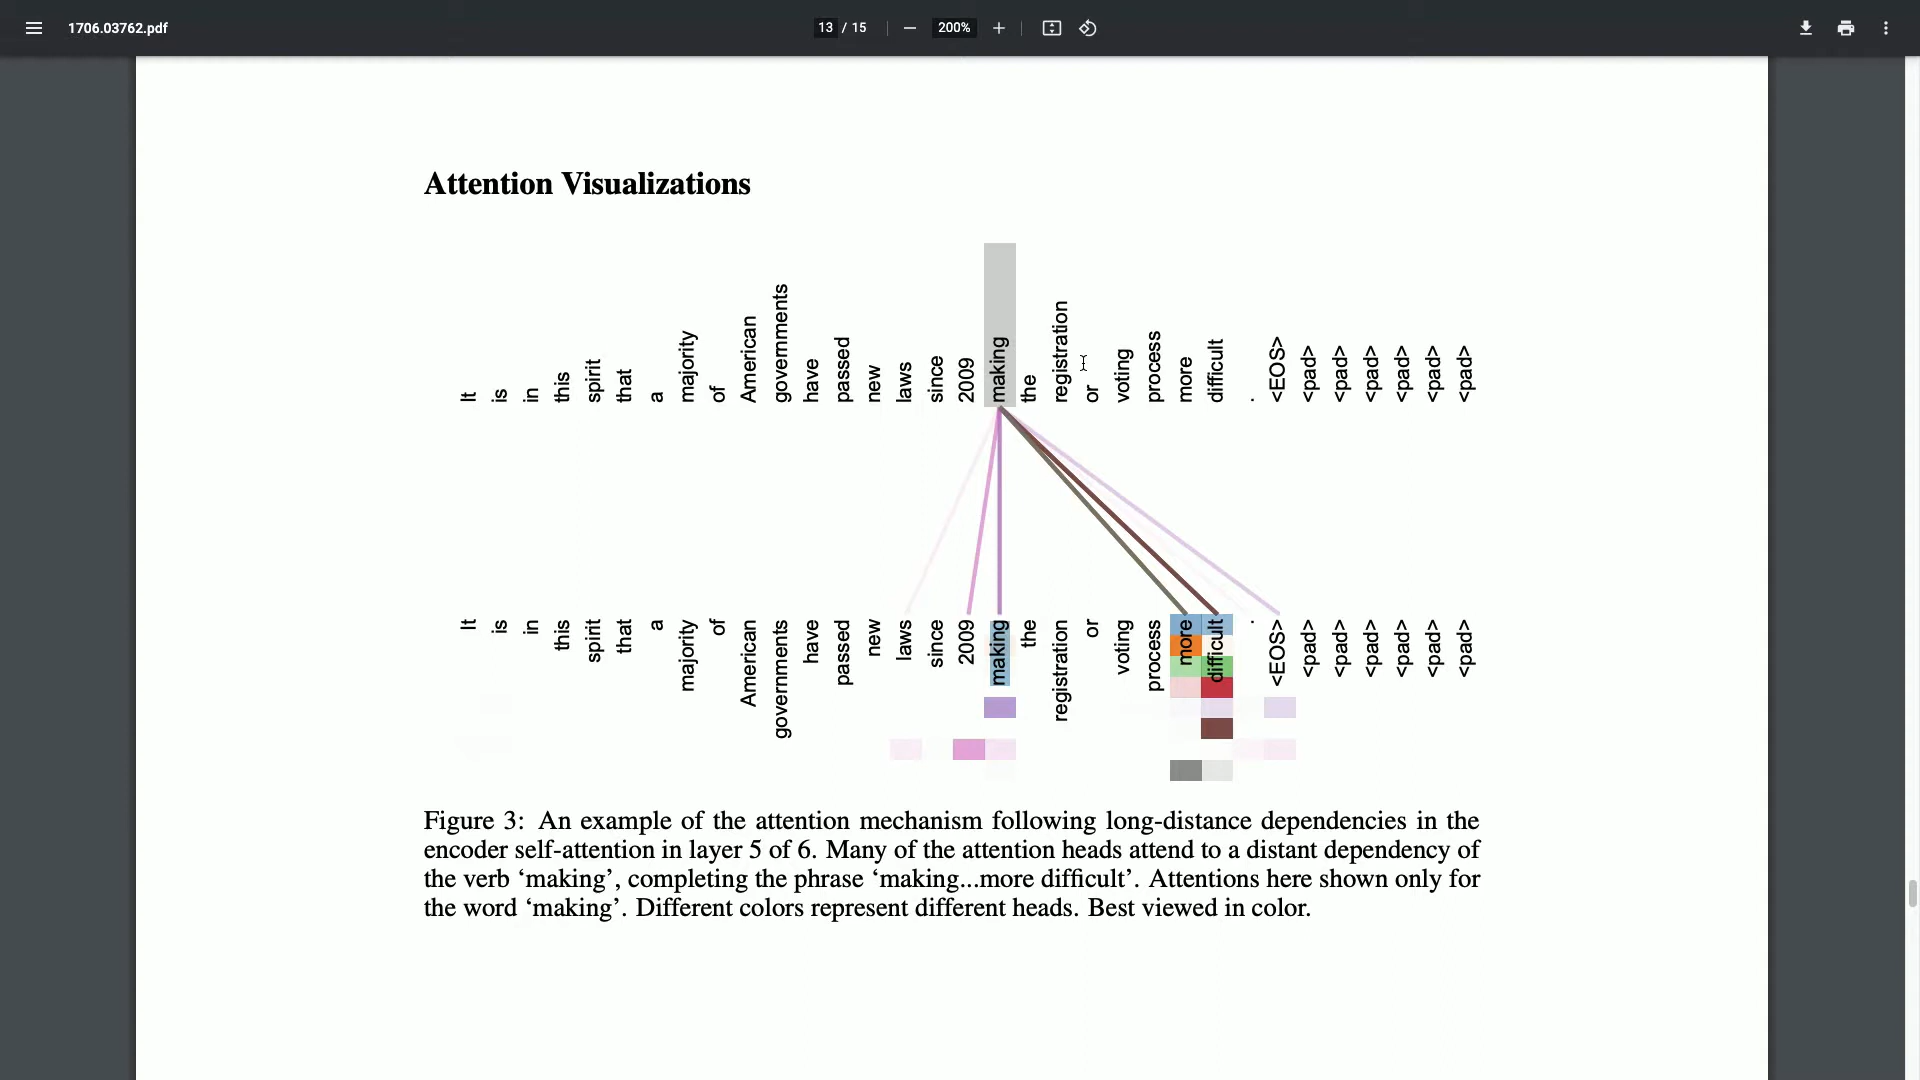 1706.03762.pdf
13 / 15
200%
Attention Visualizations
It is in this spirit that a majority of American governments have passed new laws since 2009 making the registration or voting process more difficult . <EOS> <pad> <pad> <pad> <pad> <pad> <pad>
It is in this spirit that a majority of American governments have passed new laws since 2009 making the registration or voting process more difficult . <EOS> <pad> <pad> <pad> <pad> <pad> <pad>
Figure 3: An example of the attention mechanism following long-distance dependencies in the
encoder self-attention in layer 5 of 6. Many of the attention heads attend to a distant dependency of
the verb ‘making’, completing the phrase ‘making...more difficult’. Attentions here shown only for
the word ‘making’. Different colors represent different heads. Best viewed in color.